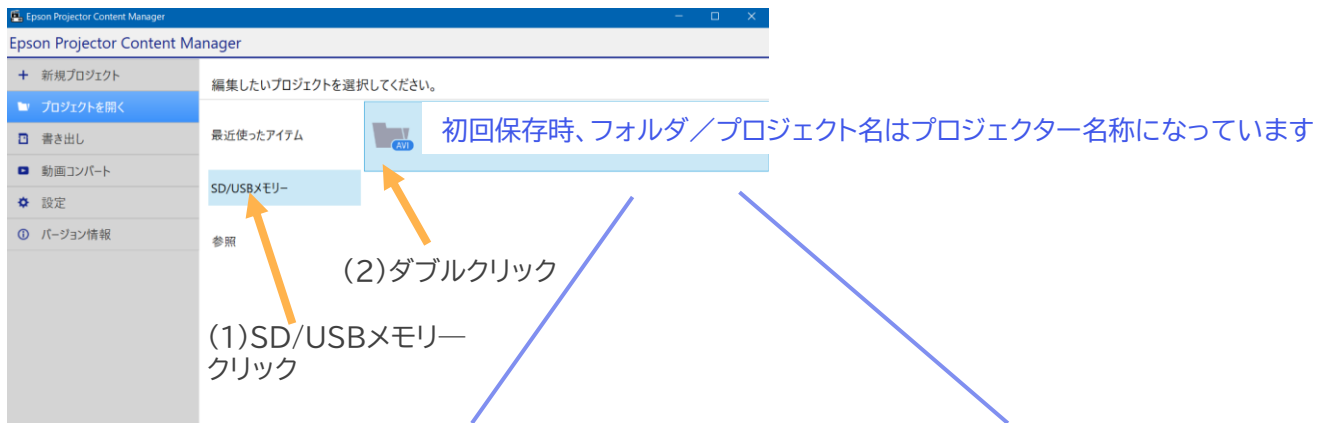 Epson Projector Content Manager
Epson Projector Content Manager
新規プロジェクト
プロジェクトを開く
書き出し
動画コンバート
設定
バージョン情報
編集したいプロジェクトを選択してください。
最近使ったアイテム
SD/USBメモリー
参照
AVI
初回保存時、フォルダ／プロジェクト名はプロジェクター名称になっています
(2)ダブルクリック
(1)SD/USBメモリ―
クリック